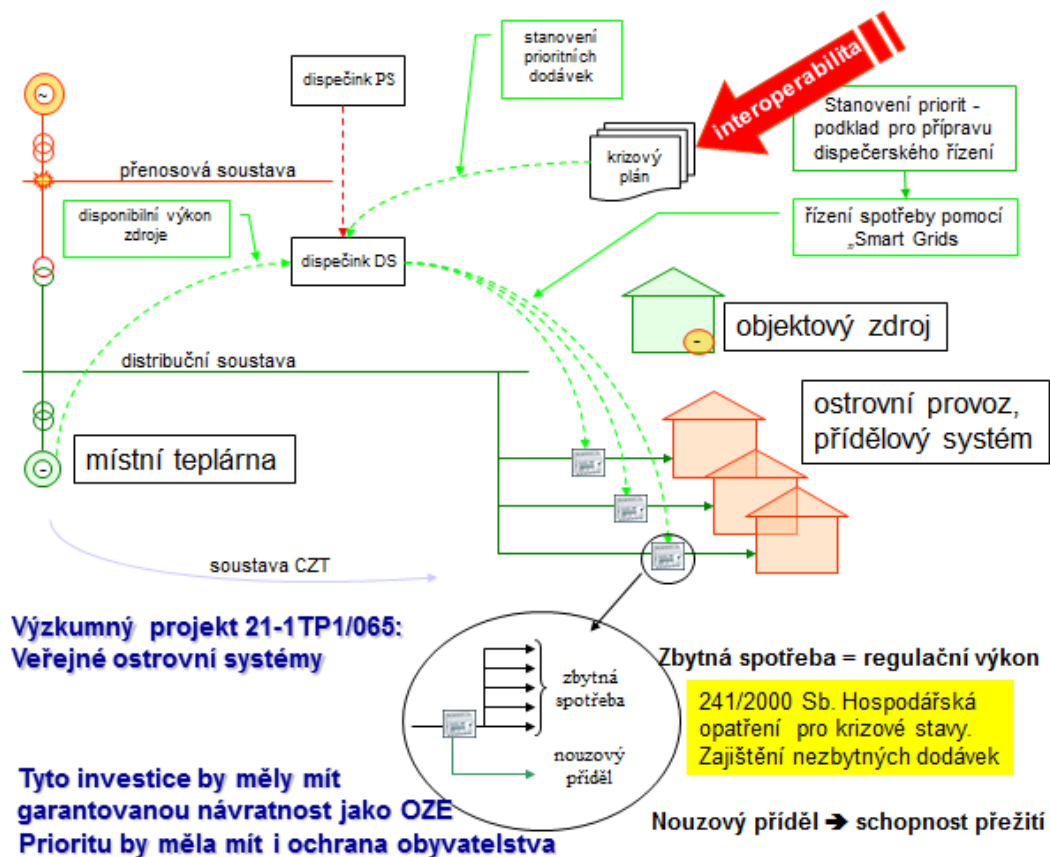 stanovení
prioritních
dodávek
dispečink PS
interoperabilita
Stanovení priorit -
podklad pro přípravu
dispečerského řízení
~
krizový
plán
přenosová soustava
disponibilní výkon
zdroje
řízení spotřeby pomocí
„Smart Grids
dispečink DS
objektový zdroj
-
distribuční soustava
ostrovní provoz,
přídělový systém
místní teplárna
-
soustava CZT
Výzkumný projekt 21-1TP1/065:
Veřejné ostrovní systémy
Zbytná spotřeba = regulační výkon
zbytná
spotřeba
241/2000 Sb. Hospodářská
opatření pro krizové stavy.
Zajištění nezbytných dodávek
nouzový
příděl
Tyto investice by měly mít
garantovanou návratnost jako OZE
Prioritu by měla mít i ochrana obyvatelstva
Nouzový příděl ➔ schopnost přežití